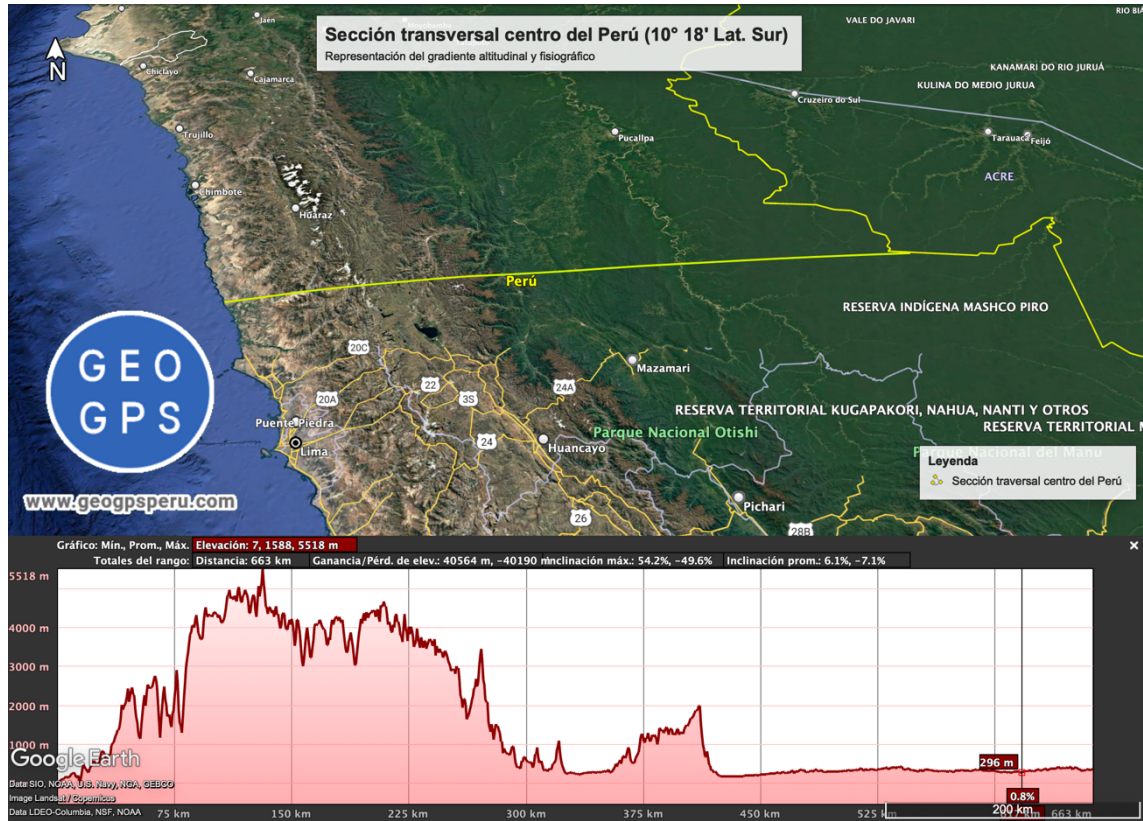 Sección transversal centro del Perú (10° 18' Lat. Sur)
Representación del gradiente altitudinal y fisiográfico
N
Jaén
Chiclayo
Cajamarca
Trujillo
Chimbote
Huaraz
Pucallpa
VALE DO JAVARI
KANAMARI DO RIO JURUÁ
KULINA DO MEDIO JURUA
Cruzeiro do Sul
Tarauacá
Feijó
ACRE
Perú
RESERVA INDÍGENA MASHCO PIRO
GEO
GPS
www.geogpsperu.com
20C
22
3S
20A
24A
24
26
28B
Puente Piedra
Lima
Mazamari
Huancayo
Pichari
RESERVA TERRITORIAL KUGAPAKORI, NAHUA, NANTI Y OTROS
RESERVA TERRITORIAL
Parque Nacional Otishi
Parque Nacional del Manu
Leyenda
Sección traversal centro del Perú
Gráfico: Mín., Prom., Máx. Elevación: 7, 1588, 5518 m
Totales del rango: Distancia: 663 km Ganancia/Pérd. de elev.: 40564 m, -40190 m Inclinación máx.: 54.2%, -49.6% Inclinación prom.: 6.1%, -7.1%
5518 m
4000 m
3000 m
2000 m
1000 m
Google Earth
Data SIO, NOAA, U.S. Navy, NGA, GEBCO
Image Landsat / Copernicus
Data LDEO-Columbia, NSF, NOAA
296 m
0.8%
200 km
75 km 150 km 225 km 300 km 375 km 450 km 525 663 km